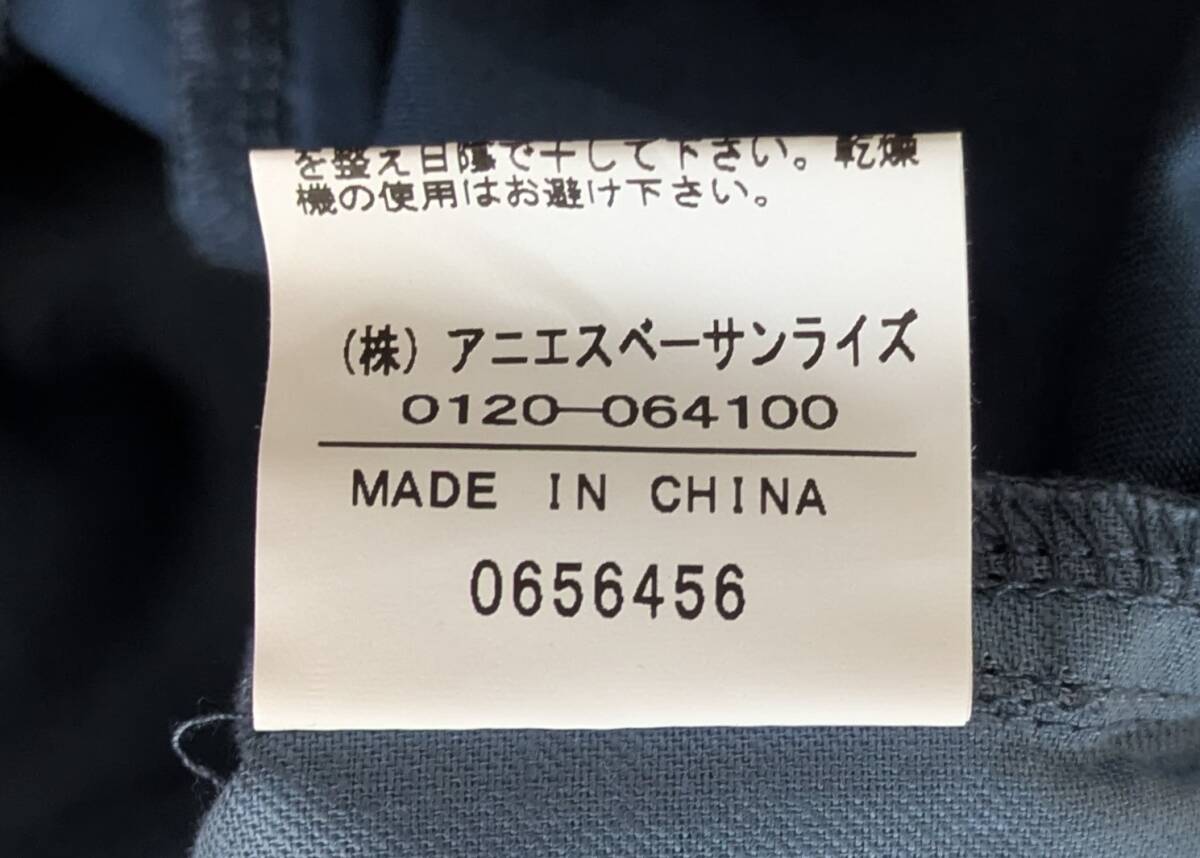 を整え日陰で干して下さい。乾燥
機の使用はお避け下さい。
(株) アニエスベーサンライズ
0120-064100
MADE IN CHINA
0656456